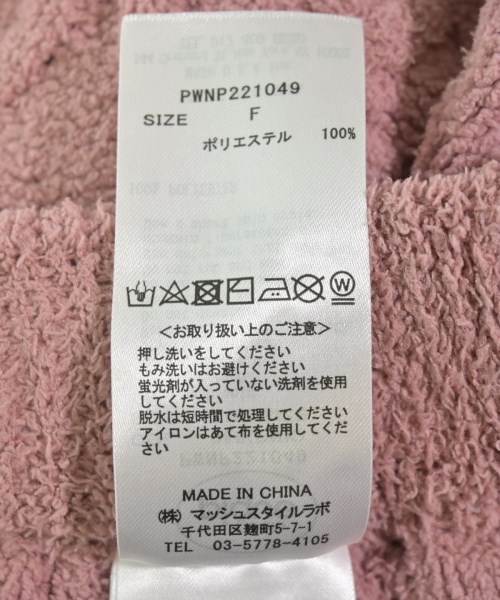 PWNP221049
SIZE F
ポリエステル 100%
W
<お取り扱い上のご注意>
押し洗いをしてください
もみ洗いはお避けください
蛍光剤が入っていない洗剤を使用
してください
脱水は短時間で処理してください
アイロンはあて布を使用してくだ
さい
MADE IN CHINA
(株) マッシュスタイルラボ
千代田区麹町5-7-1
TEL 03-5778-4105